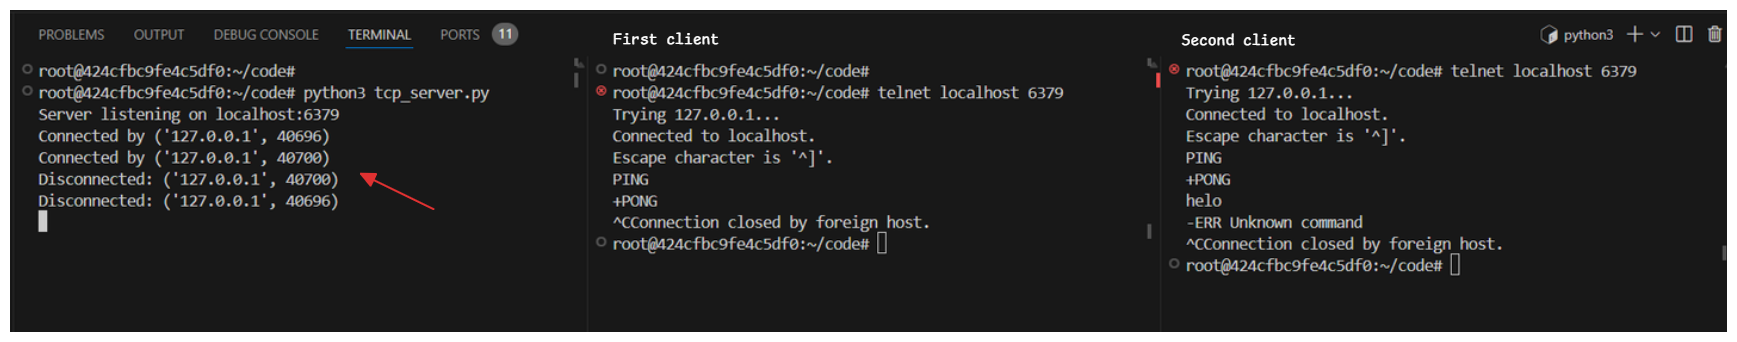 PROBLEMS OUTPUT DEBUG CONSOLE TERMINAL PORTS 11
python3
root@424cfbc9fe4c5df0:~/code#
root@424cfbc9fe4c5df0:~/code# python3 tcp_server.py
Server listening on localhost:6379
Connected by ('127.0.0.1', 40696)
Connected by ('127.0.0.1', 40700)
Disconnected: ('127.0.0.1', 40700)
Disconnected: ('127.0.0.1', 40696)
First client
root@424cfbc9fe4c5df0:~/code#
root@424cfbc9fe4c5df0:~/code# telnet localhost 6379
Trying 127.0.0.1...
Connected to localhost.
Escape character is '^]'.
PING
+PONG
^CConnection closed by foreign host.
root@424cfbc9fe4c5df0:~/code#
Second client
root@424cfbc9fe4c5df0:~/code# telnet localhost 6379
Trying 127.0.0.1...
Connected to localhost.
Escape character is '^]'.
PING
+PONG
helo
-ERR Unknown command
^CConnection closed by foreign host.
root@424cfbc9fe4c5df0:~/code#